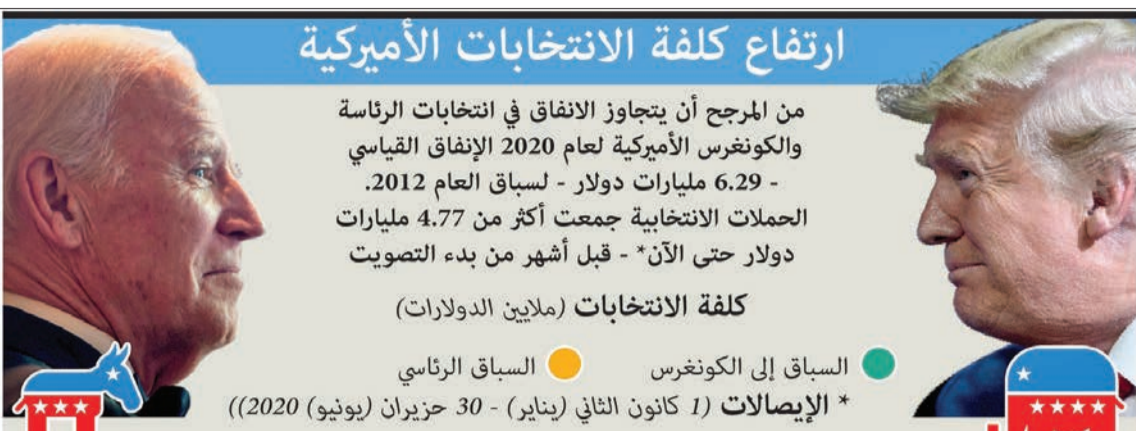 ارتفاع كلفة الانتخابات الأميركية
من المرجح أن يتجاوز الانفاق في انتخابات الرئاسة
والكونغرس الأميركية لعام 2020 الإنفاق القياسي
- 6.29 مليارات دولار - لسباق العام 2012.
الحملات الانتخابية جمعت أكثر من 4.77 مليارات
دولار حتى الآن* - قبل أشهر من بدء التصويت
كلفة الانتخابات (ملايين الدولارات)
السباق إلى الكونغرس السباق الرئاسي
* الإيصالات (1 كانون الثاني (يناير) - 30 حزيران (يونيو) 2020))